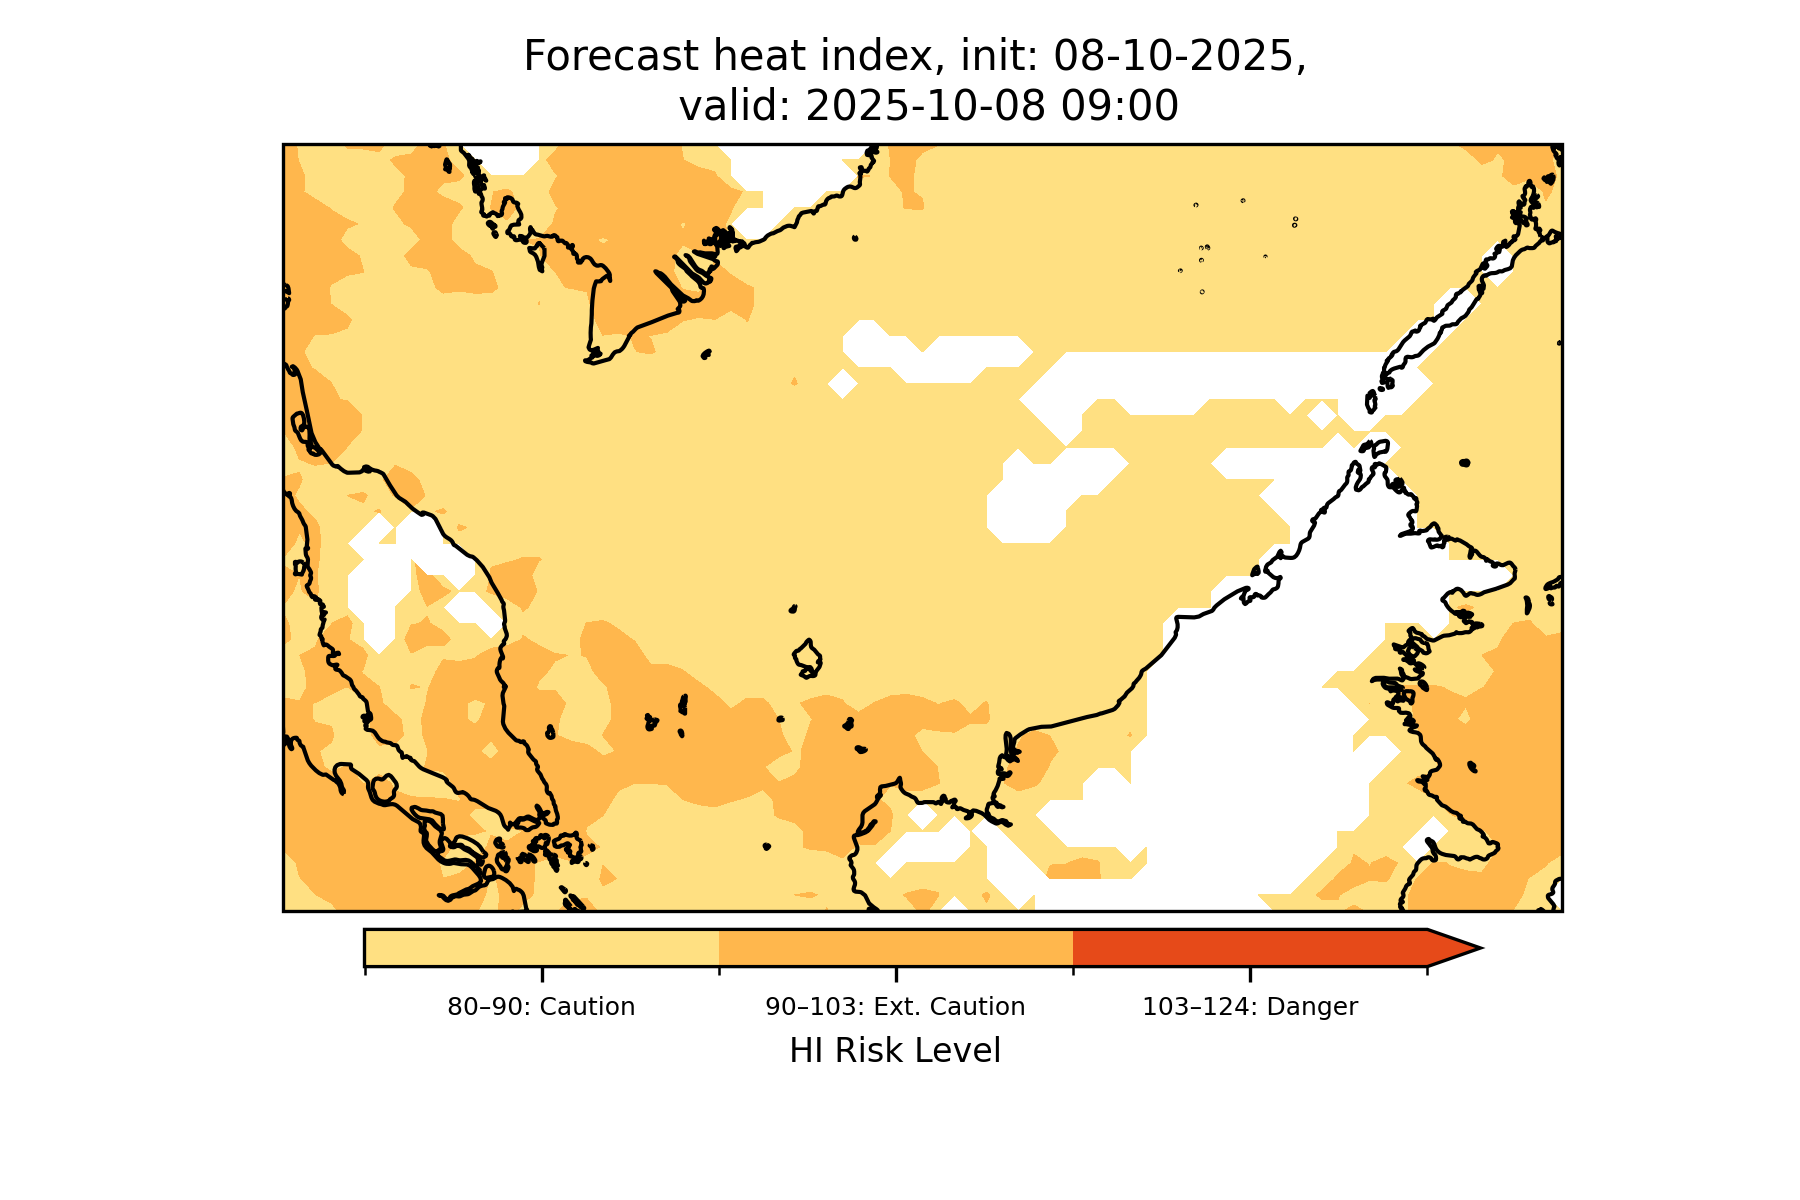 Forecast heat index, init: 08-10-2025,
valid: 2025-10-08 09:00
80–90: Caution
90–103: Ext. Caution
103–124: Danger
HI Risk Level